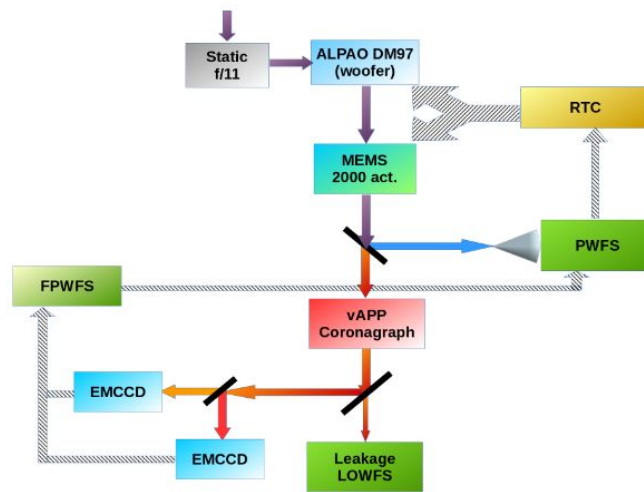 Static
f/11
ALPAO DM97
(woofer)
RTC
MEMS
2000 act.
PWFS
FPWFS
vAPP
Coronagraph
EMCCD
EMCCD
Leakage
LOWFS